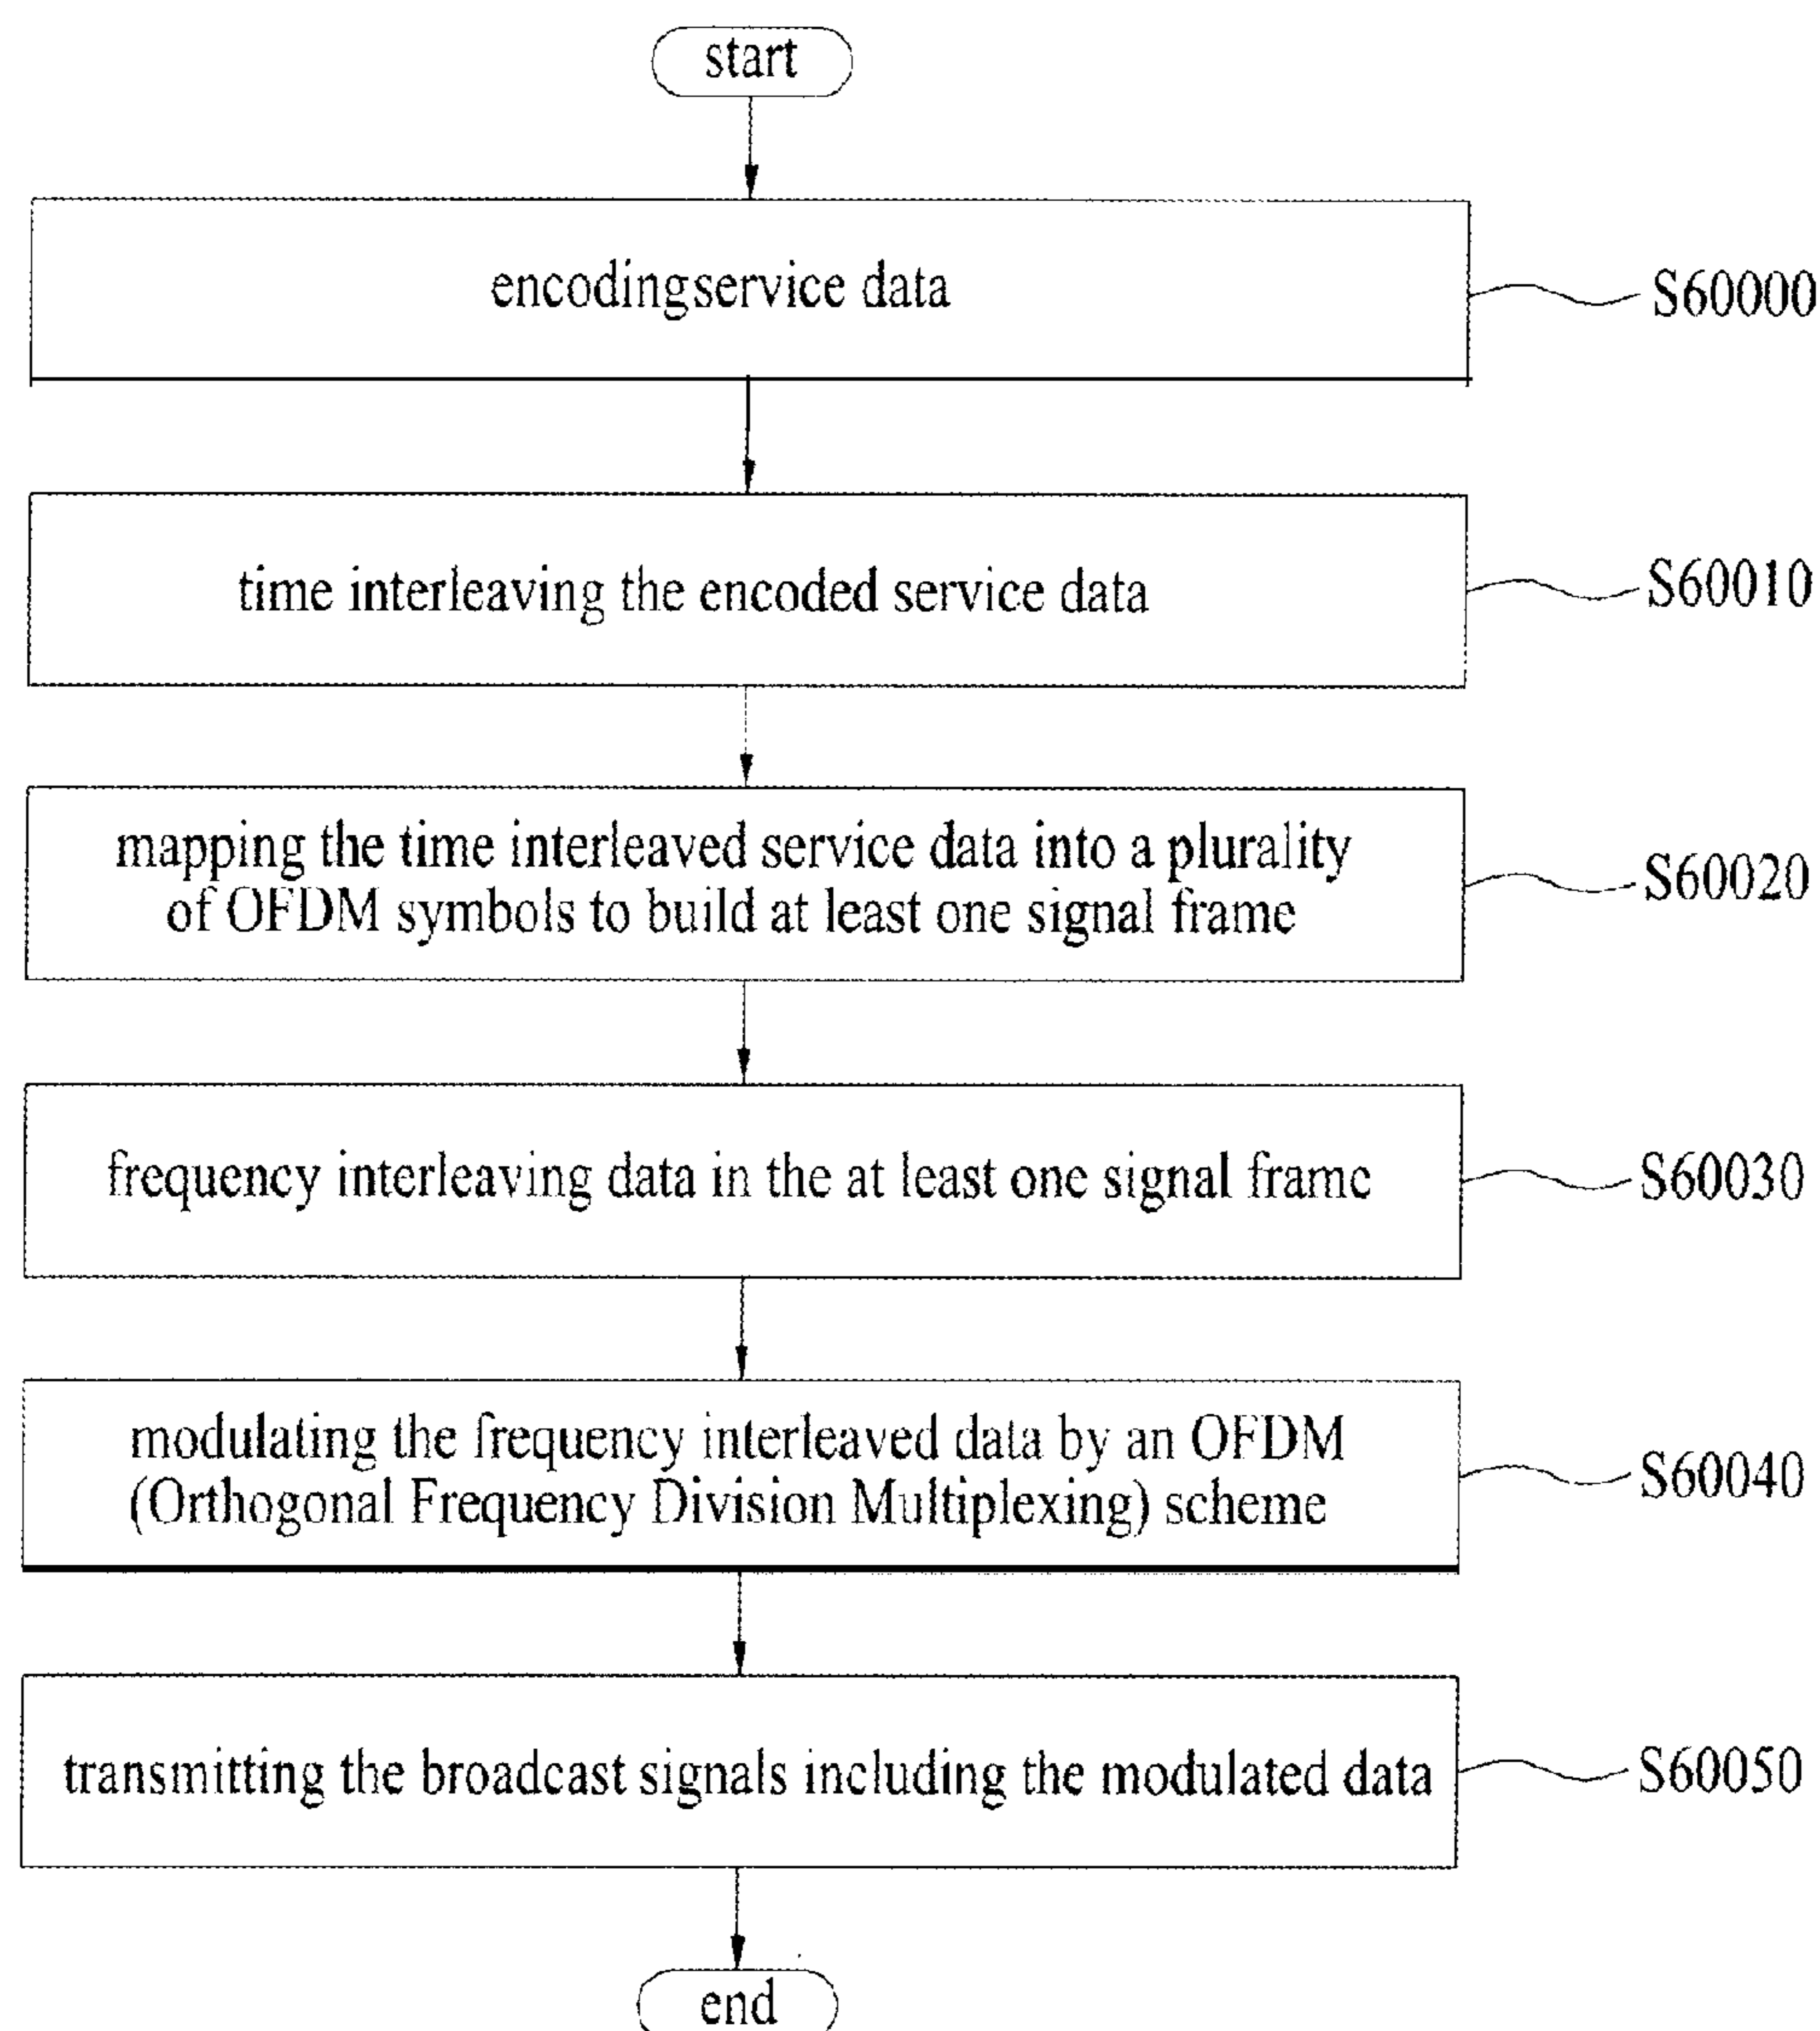 start
encodingservice data
S60000
time interleaving the encoded service data
S60010
mapping the time interleaved service data into a plurality
of OFDM symbols to build at least one signal frame
S60020
frequency interleaving data in the at least one signal frame
S60030
modulating the frequency interleaved data by an OFDM
(Orthogonal Frequency Division Multiplexing) scheme
S60040
transmitting the broadcast signals including the modulated data
S60050
end